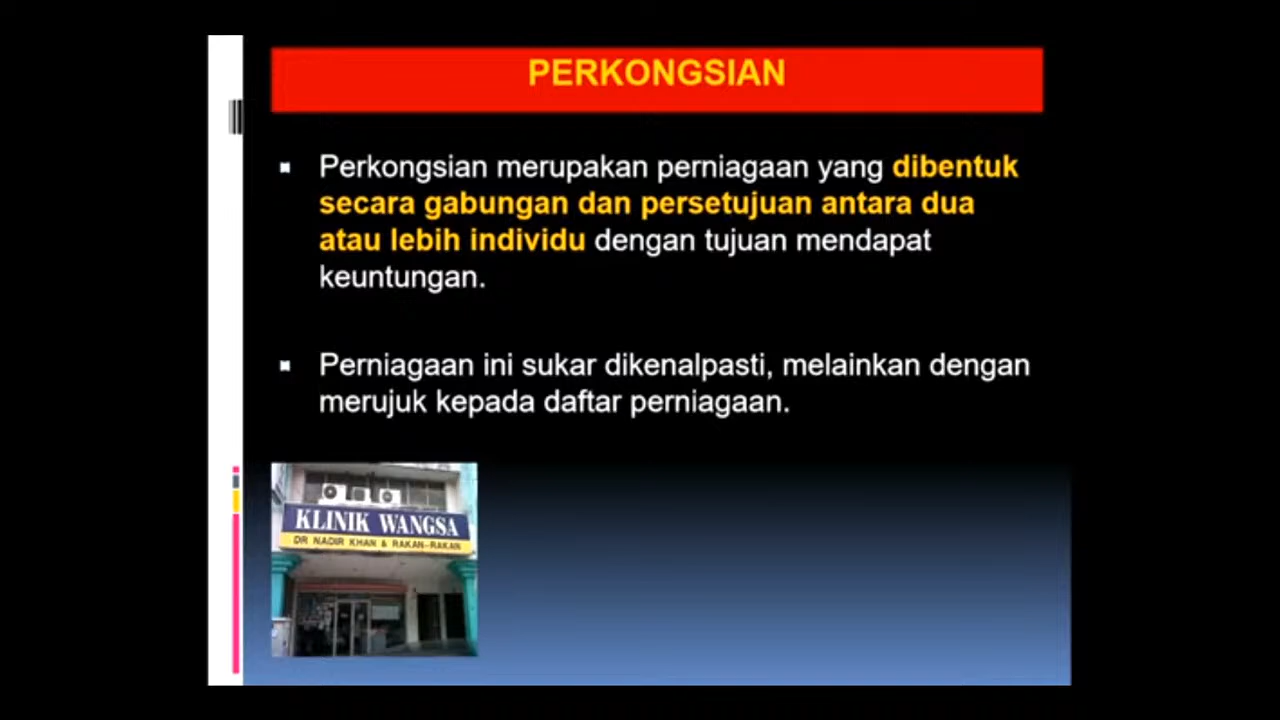 PERKONGSIAN
Perkongsian merupakan perniagaan yang dibentuk
secara gabungan dan persetujuan antara dua
atau lebih individu dengan tujuan mendapat
keuntungan.
Perniagaan ini sukar dikenalpasti, melainkan dengan
merujuk kepada daftar perniagaan.
KLINIK WANGSA
DR NADIR KHAN & RAKAN-RAKAN